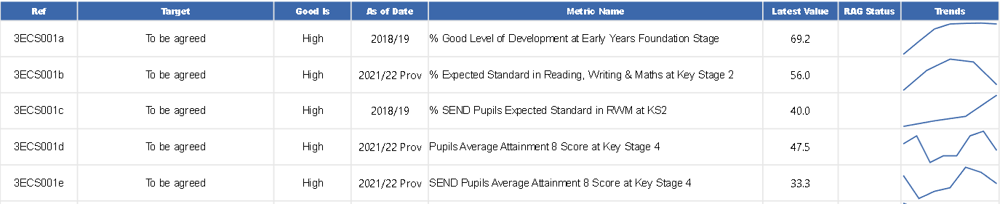 Ref Target Good Is As of Date Metric Name Latest Value RAG Status Trends
3ECS001a To be agreed High 2018/19 % Good Level of Development at Early Years Foundation Stage 69.2
3ECS001b To be agreed High 2021/22 Prov % Expected Standard in Reading, Writing & Maths at Key Stage 2 56.0
3ECS001c To be agreed High 2018/19 % SEND Pupils Expected Standard in RWM at KS2 40.0
3ECS001d To be agreed High 2021/22 Prov Pupils Average Attainment 8 Score at Key Stage 4 47.5
3ECS001e To be agreed High 2021/22 Prov SEND Pupils Average Attainment 8 Score at Key Stage 4 33.3